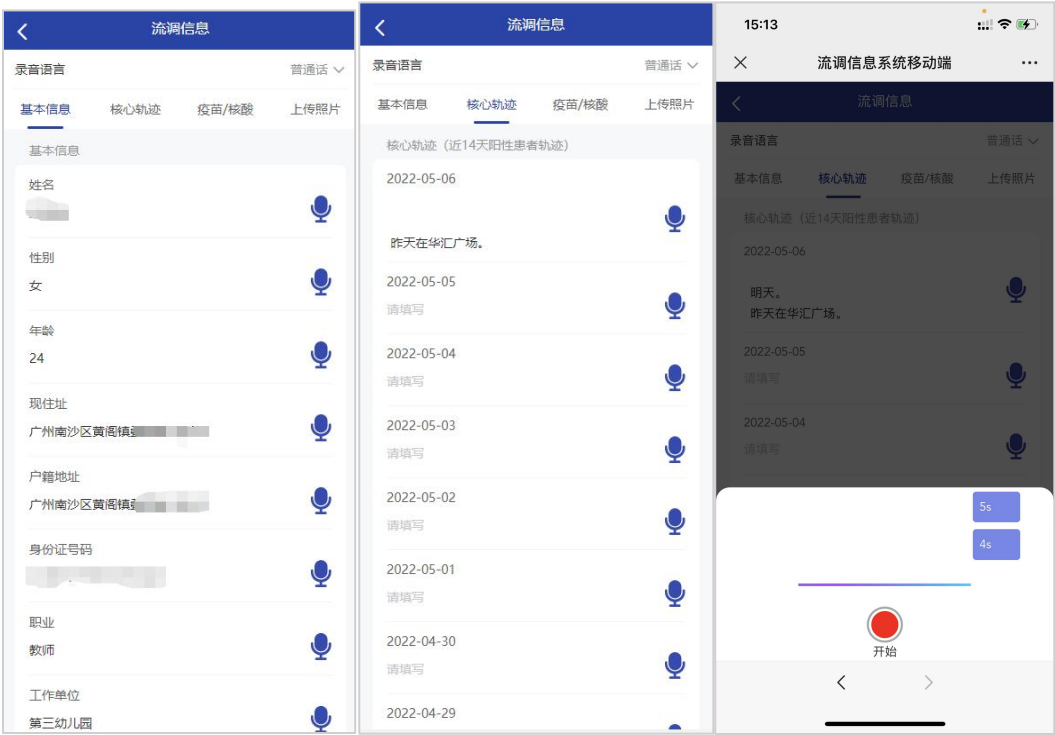 流调信息
录音语言
普通话
基本信息
核心轨迹
疫苗/核酸
上传照片
基本信息
姓名
性别
女
年龄
24
现住址
广州南沙区黄阁镇
户籍地址
广州南沙区黄阁镇
身份证号码
职业
教师
工作单位
第三幼儿园
流调信息
录音语言
普通话
基本信息
核心轨迹
疫苗/核酸
上传照片
核心轨迹（近14天阳性患者轨迹）
2022-05-06
昨天在华汇广场。
2022-05-05
请填写
2022-05-04
请填写
2022-05-03
请填写
2022-05-02
请填写
2022-05-01
请填写
2022-04-30
请填写
2022-04-29
15:13
流调信息系统移动端
流调信息
录音语言
普通话
基本信息
核心轨迹
疫苗/核酸
上传照片
核心轨迹（近14天阳性患者轨迹）
2022-05-06
明天。
昨天在华汇广场。
2022-05-05
请填写
2022-05-04
请填写
5s
4s
开始